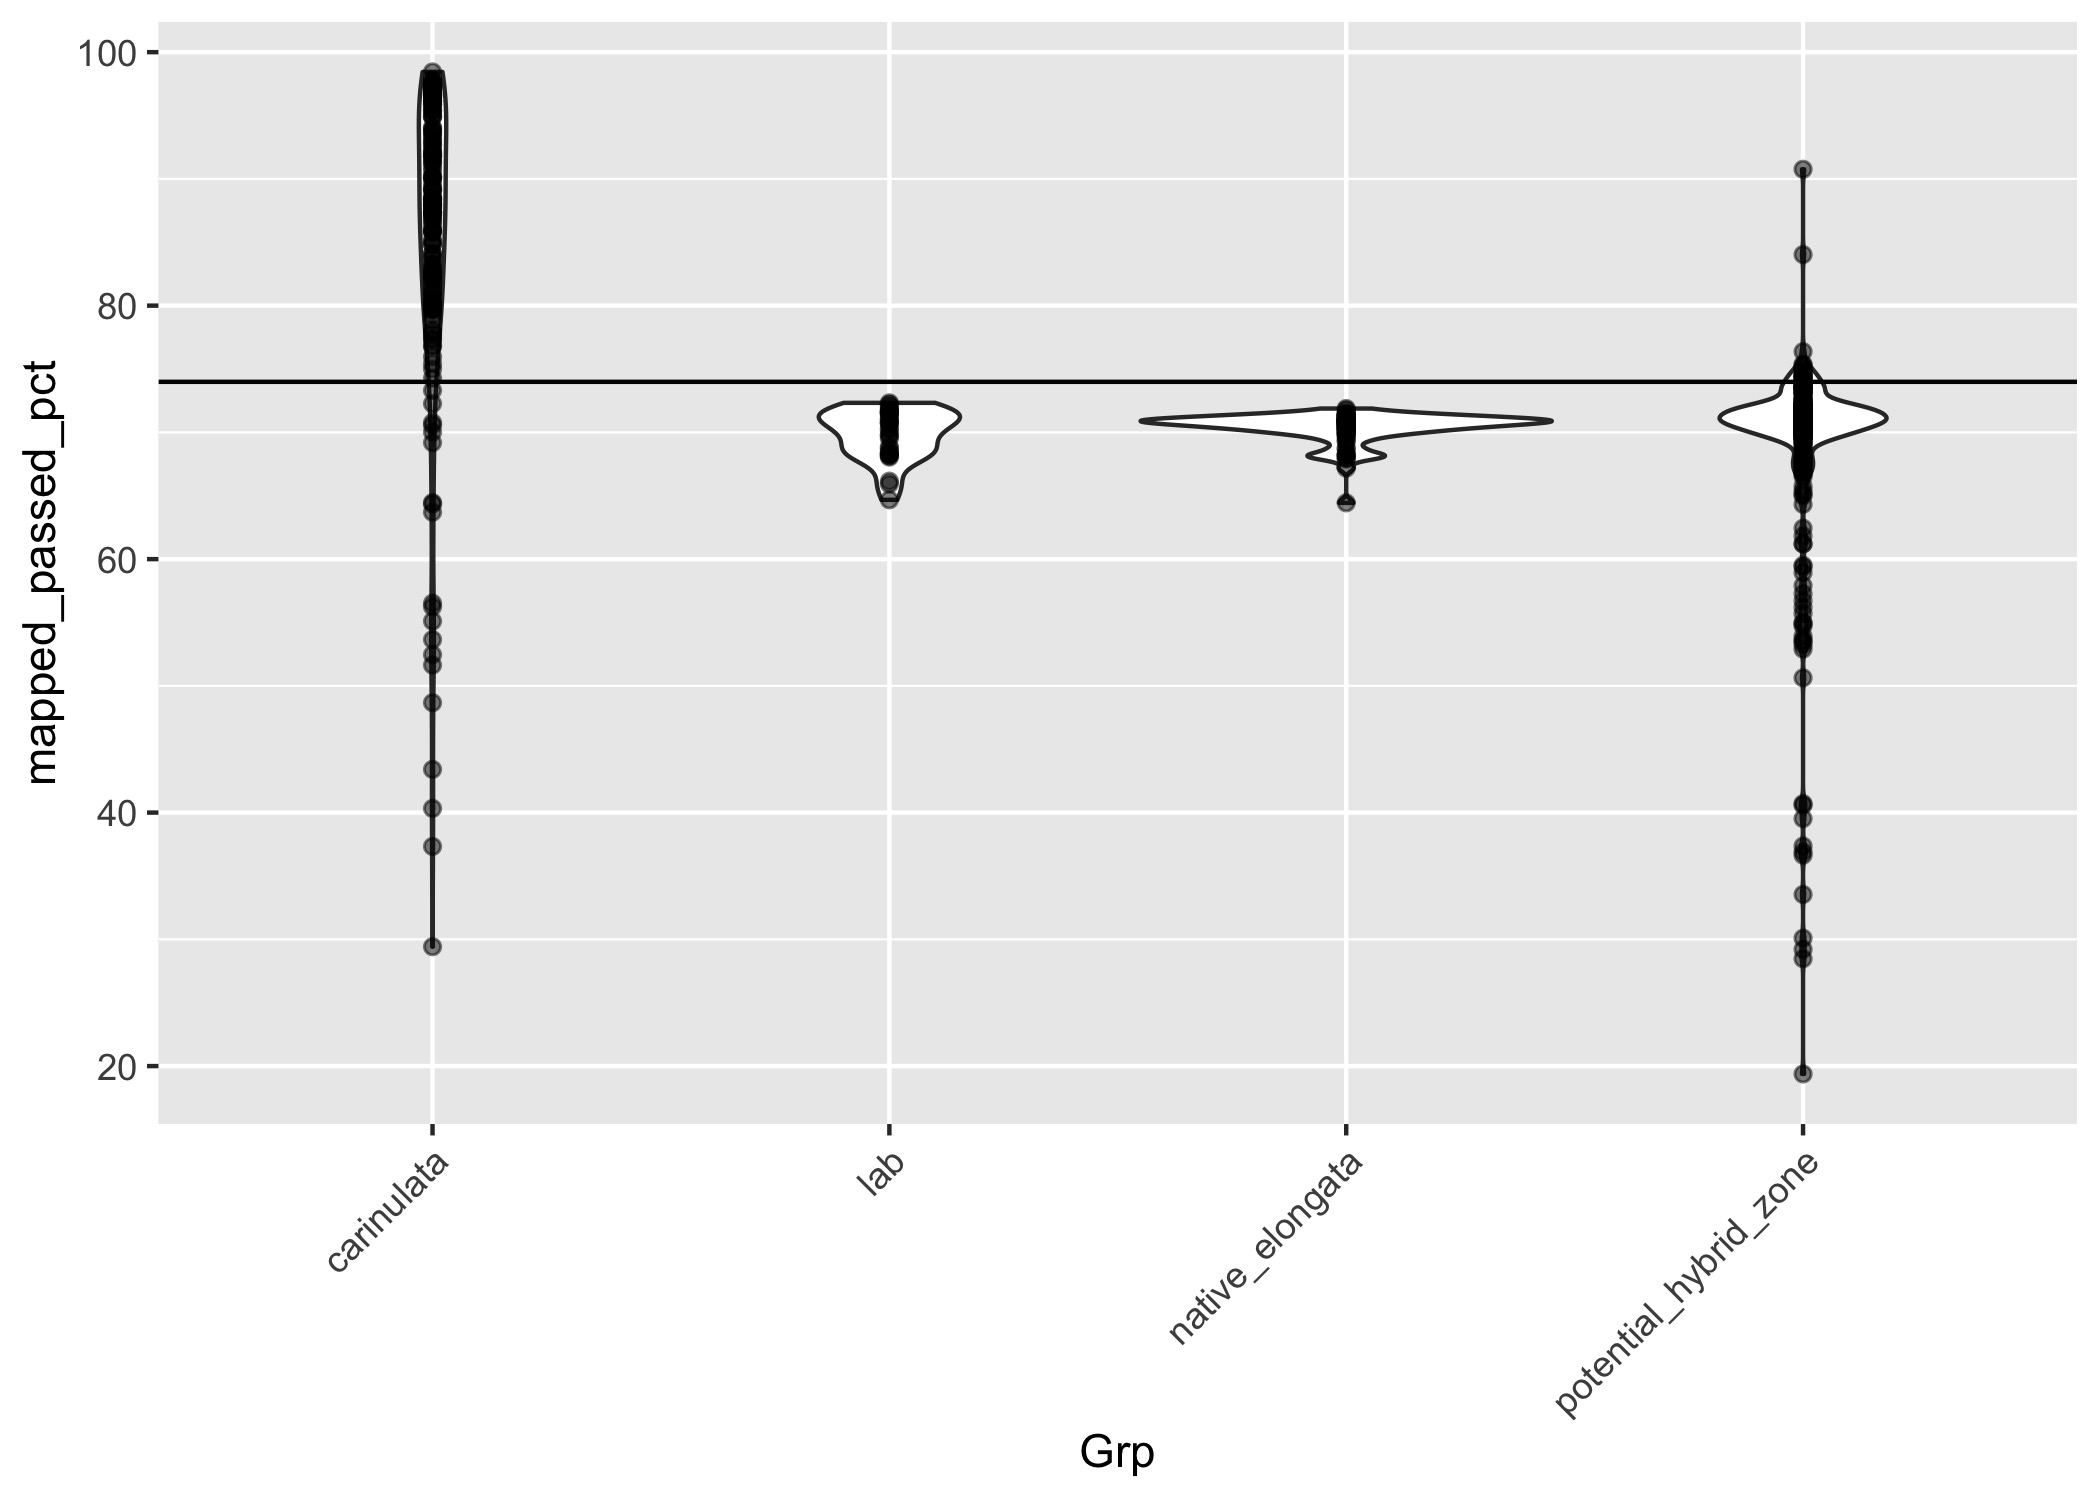 mapped_passed_pct
100
80
60
40
20
carinulata
lab
native_elongata
potential_hybrid_zone
Grp